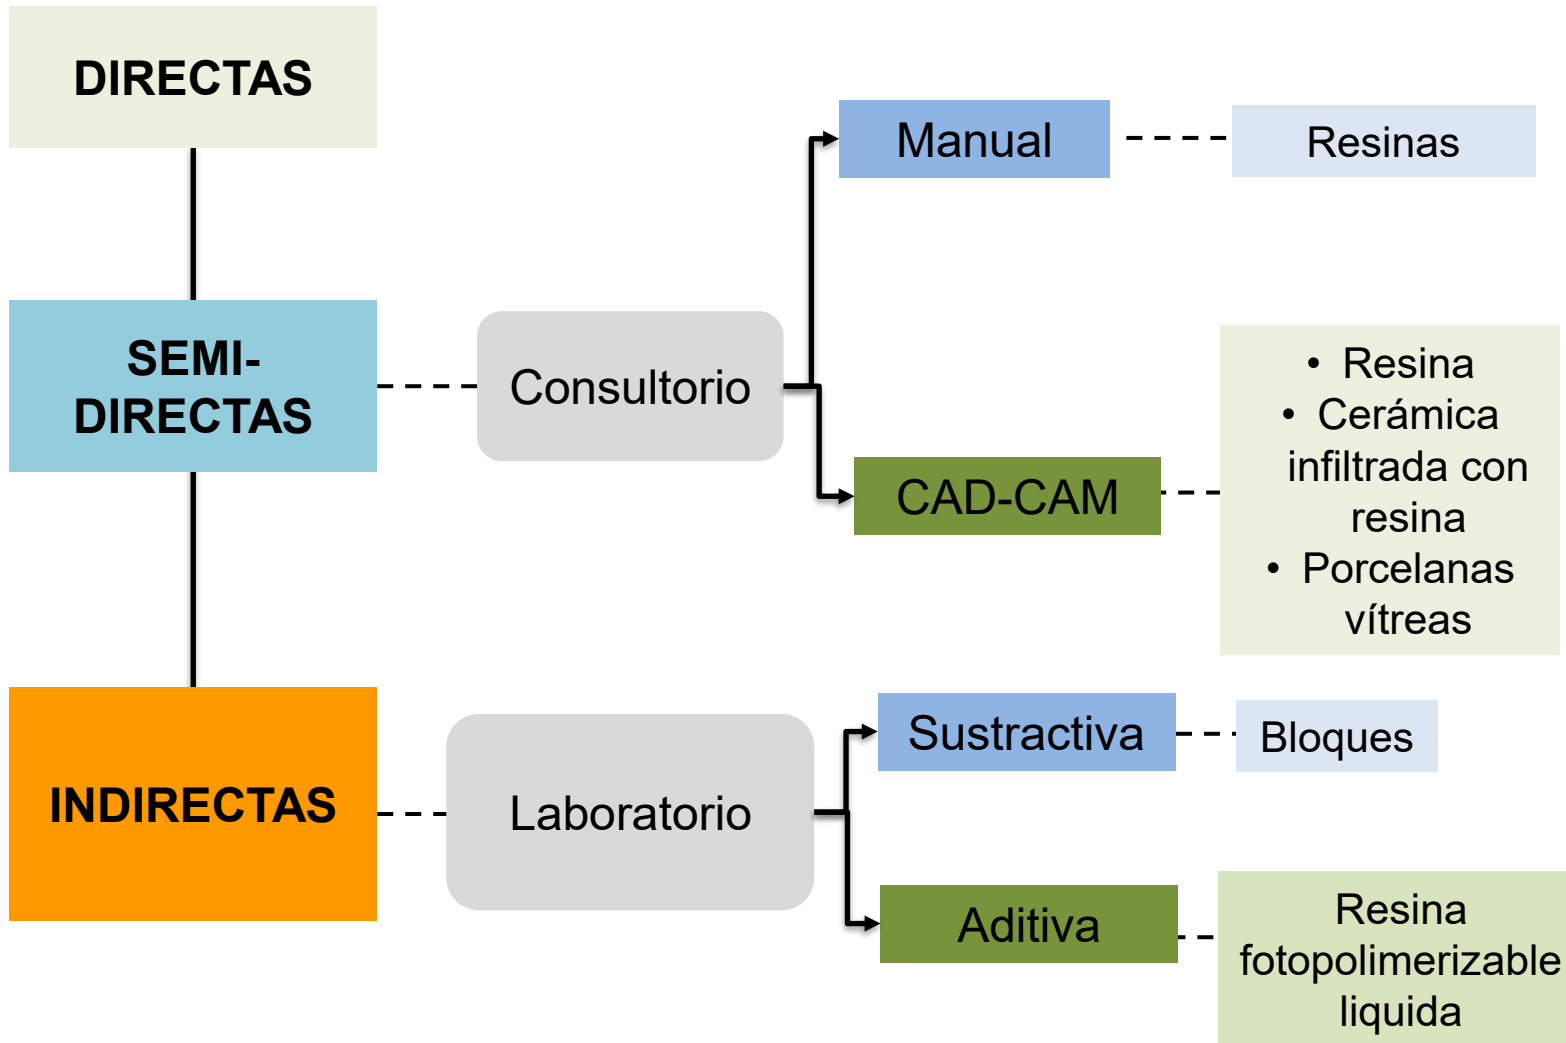 DIRECTAS
Manual
Resinas
SEMI-
DIRECTAS
Consultorio
CAD-CAM
• Resina
• Cerámica
infiltrada con
resina
• Porcelanas
vítreas
INDIRECTAS
Laboratorio
Sustractiva
Bloques
Aditiva
Resina
fotopolimerizable
liquida